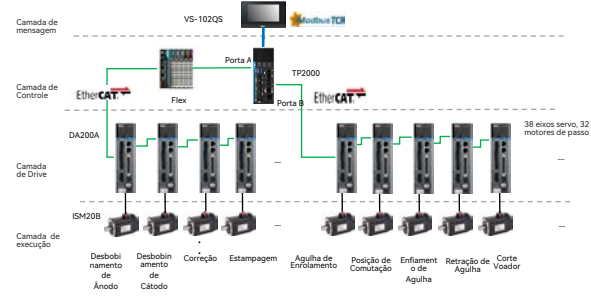 Camada de
mensagem
VS-102QS
Modbus TCP
Porta A
TP2000
Camada de
Controle
EtherCAT
Flex
Porta B
EtherCAT
38 eixos servo, 32
motores de passo
DA200A
Camada
de Drive
...
...
ISM20B
Camada de
execução
...
...
Desbobi
namento
de
Ânodo
Desbobin
amento
de
Cátodo
Correção
Estampagem
Agulha de
Enrolamento
Posição de
Comutação
Enfiament
o de
Agulha
Retração de
Agulha
Corte
Voador